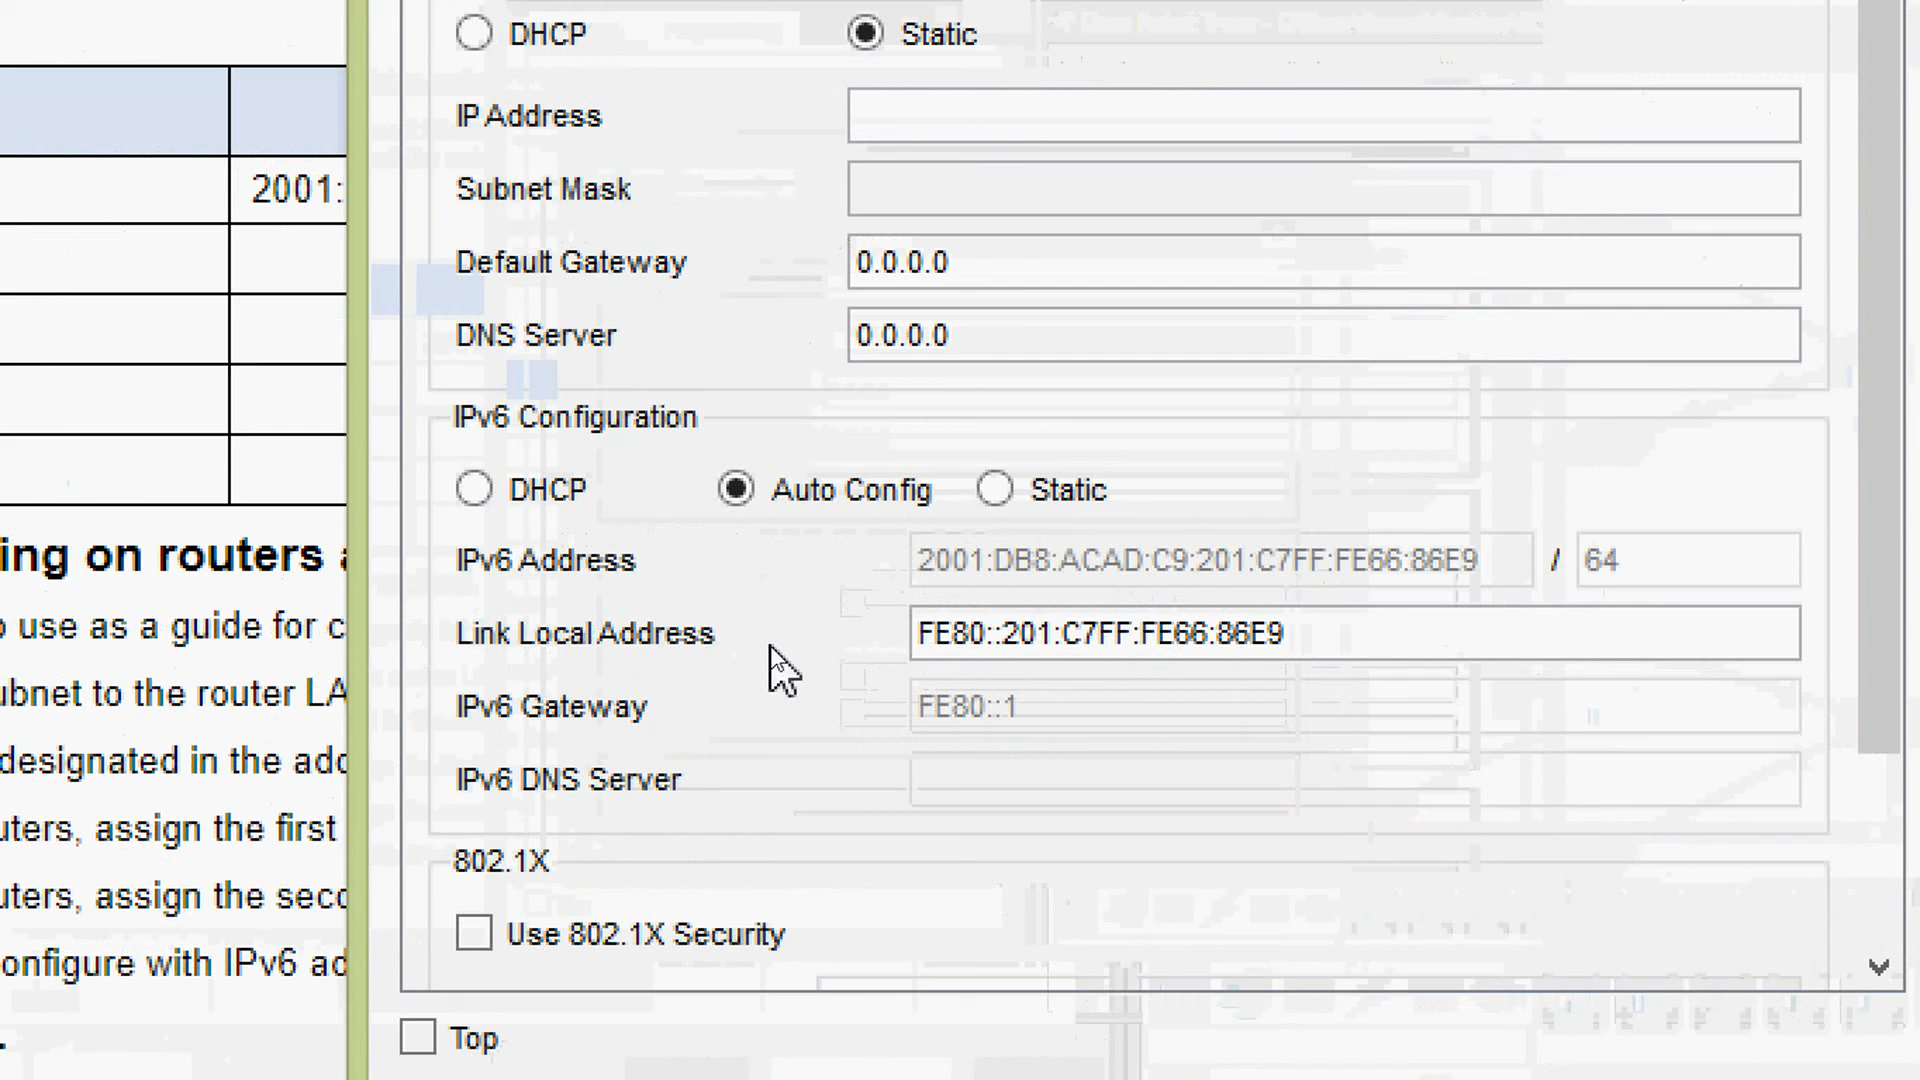 DHCP Static
IP Address
Subnet Mask
2001:
Default Gateway 0.0.0.0
DNS Server 0.0.0.0
IPv6 Configuration
DHCP Auto Config Static
ing on routers
IPv6 Address 2001:DB8:ACAD:C9:201:C7FF:FE66:86E9 / 64
use as a guide for c
Link Local Address FE80::201:C7FF:FE66:86E9
ubnet to the router LA
IPv6 Gateway FE80::1
designated in the add
IPv6 DNS Server
uters, assign the first
802.1X
uters, assign the seco
Use 802.1X Security
onfigure with IPv6 ad
Top